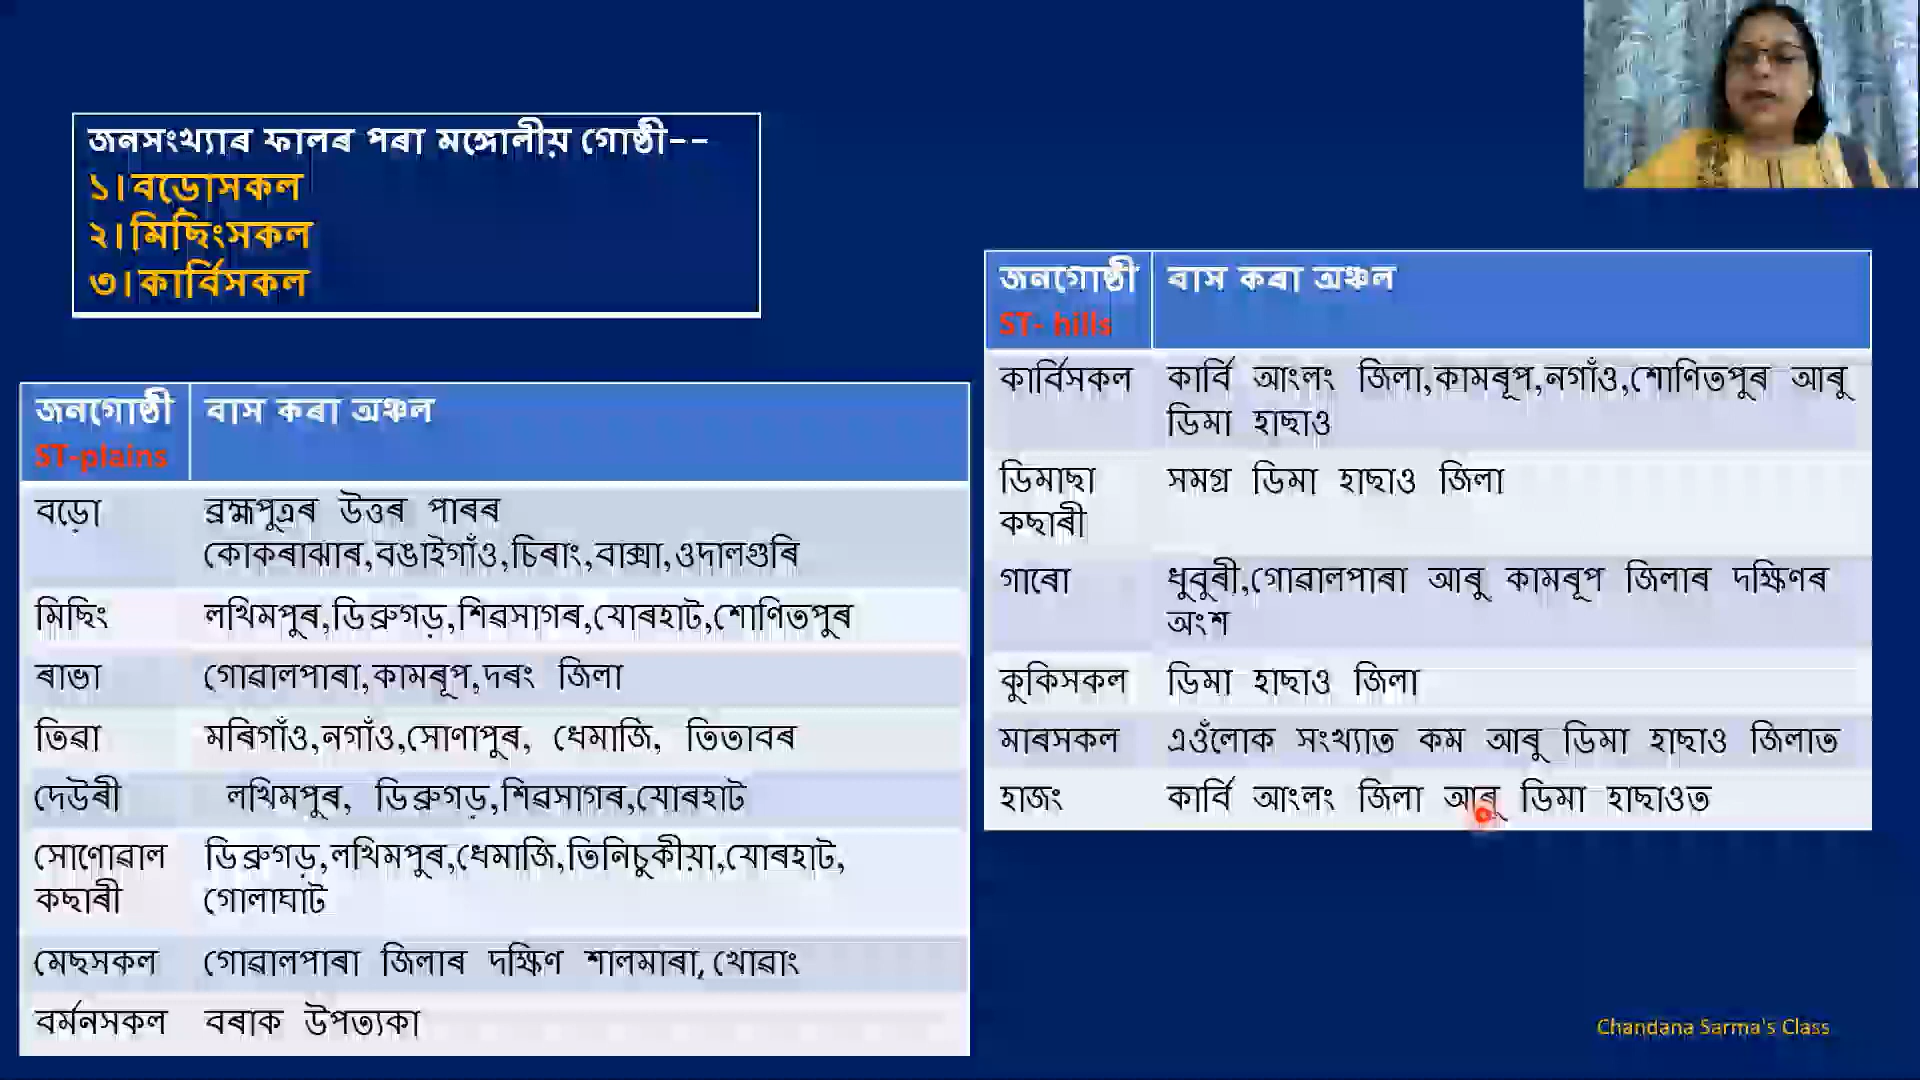 জনসংখ্যাৰ ফালৰ পৰা মঙ্গোলীয় গোষ্ঠী--
১। বড়োসকল
২। মিছিংসকল
৩। কাৰ্বিসকল
জনগোষ্ঠী বাস কৰা অঞ্চল
ST-plains
বড়ো ব্ৰহ্মপুত্ৰৰ উত্তৰ পাৰৰ
কোকৰাঝাৰ,বঙাইগাঁও,চিৰাং,বাক্সা,ওদালগুৰি
মিছিং লখিমপুৰ,ডিব্ৰুগড়,শিৱসাগৰ,যোৰহাট,শোণিতপুৰ
ৰাভা গোৱালপাৰা,কামৰূপ,দৰং জিলা
তিৱা মৰিগাঁও,নগাঁও,সোণাপুৰ, ধেমাজি, তিতাবৰ
দেউৰী লখিমপুৰ, ডিব্ৰুগড়,শিৱসাগৰ,যোৰহাট
সোণোৱাল ডিব্ৰুগড়,লখিমপুৰ,ধেমাজি,তিনিচুকীয়া,যোৰহাট,
কছাৰী গোলাঘাট
মেছসকল গোৱালপাৰা জিলাৰ দক্ষিণ শালমাৰা, খোৱাং
বৰ্মনসকল বৰাক উপত্যকা
জনগোষ্ঠী বাস কৰা অঞ্চল
ST- hills
কাৰ্বিসকল কাৰ্বি আংলং জিলা,কামৰূপ,নগাঁও,শোণিতপুৰ আৰু
ডিমা হাছাও
ডিমাছা সমগ্ৰ ডিমা হাছাও জিলা
কছাৰী
গাৰো ধুবুৰী,গোৱালপাৰা আৰু কামৰূপ জিলাৰ দক্ষিণৰ
অংশ
কুকিসকল ডিমা হাছাও জিলা
মাৰসকল এওঁলোক সংখ্যাত কম আৰু ডিমা হাছাও জিলাত
হাজং কাৰ্বি আংলং জিলা আৰু ডিমা হাছাওত
Chandana Sarma's Class